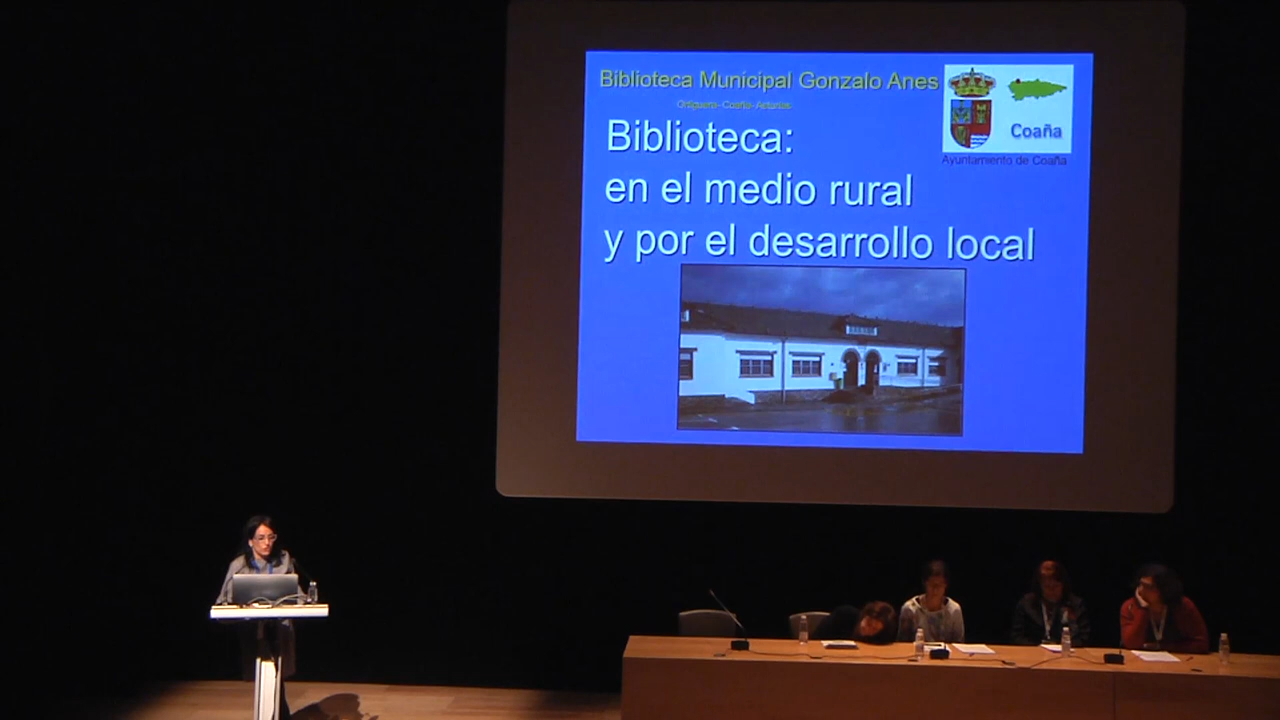 Biblioteca Municipal Gonzalo Anes
Ortiguera- Coaña- Asturias
Biblioteca:
en el medio rural
y por el desarrollo local
Coaña
Ayuntamiento de Coaña